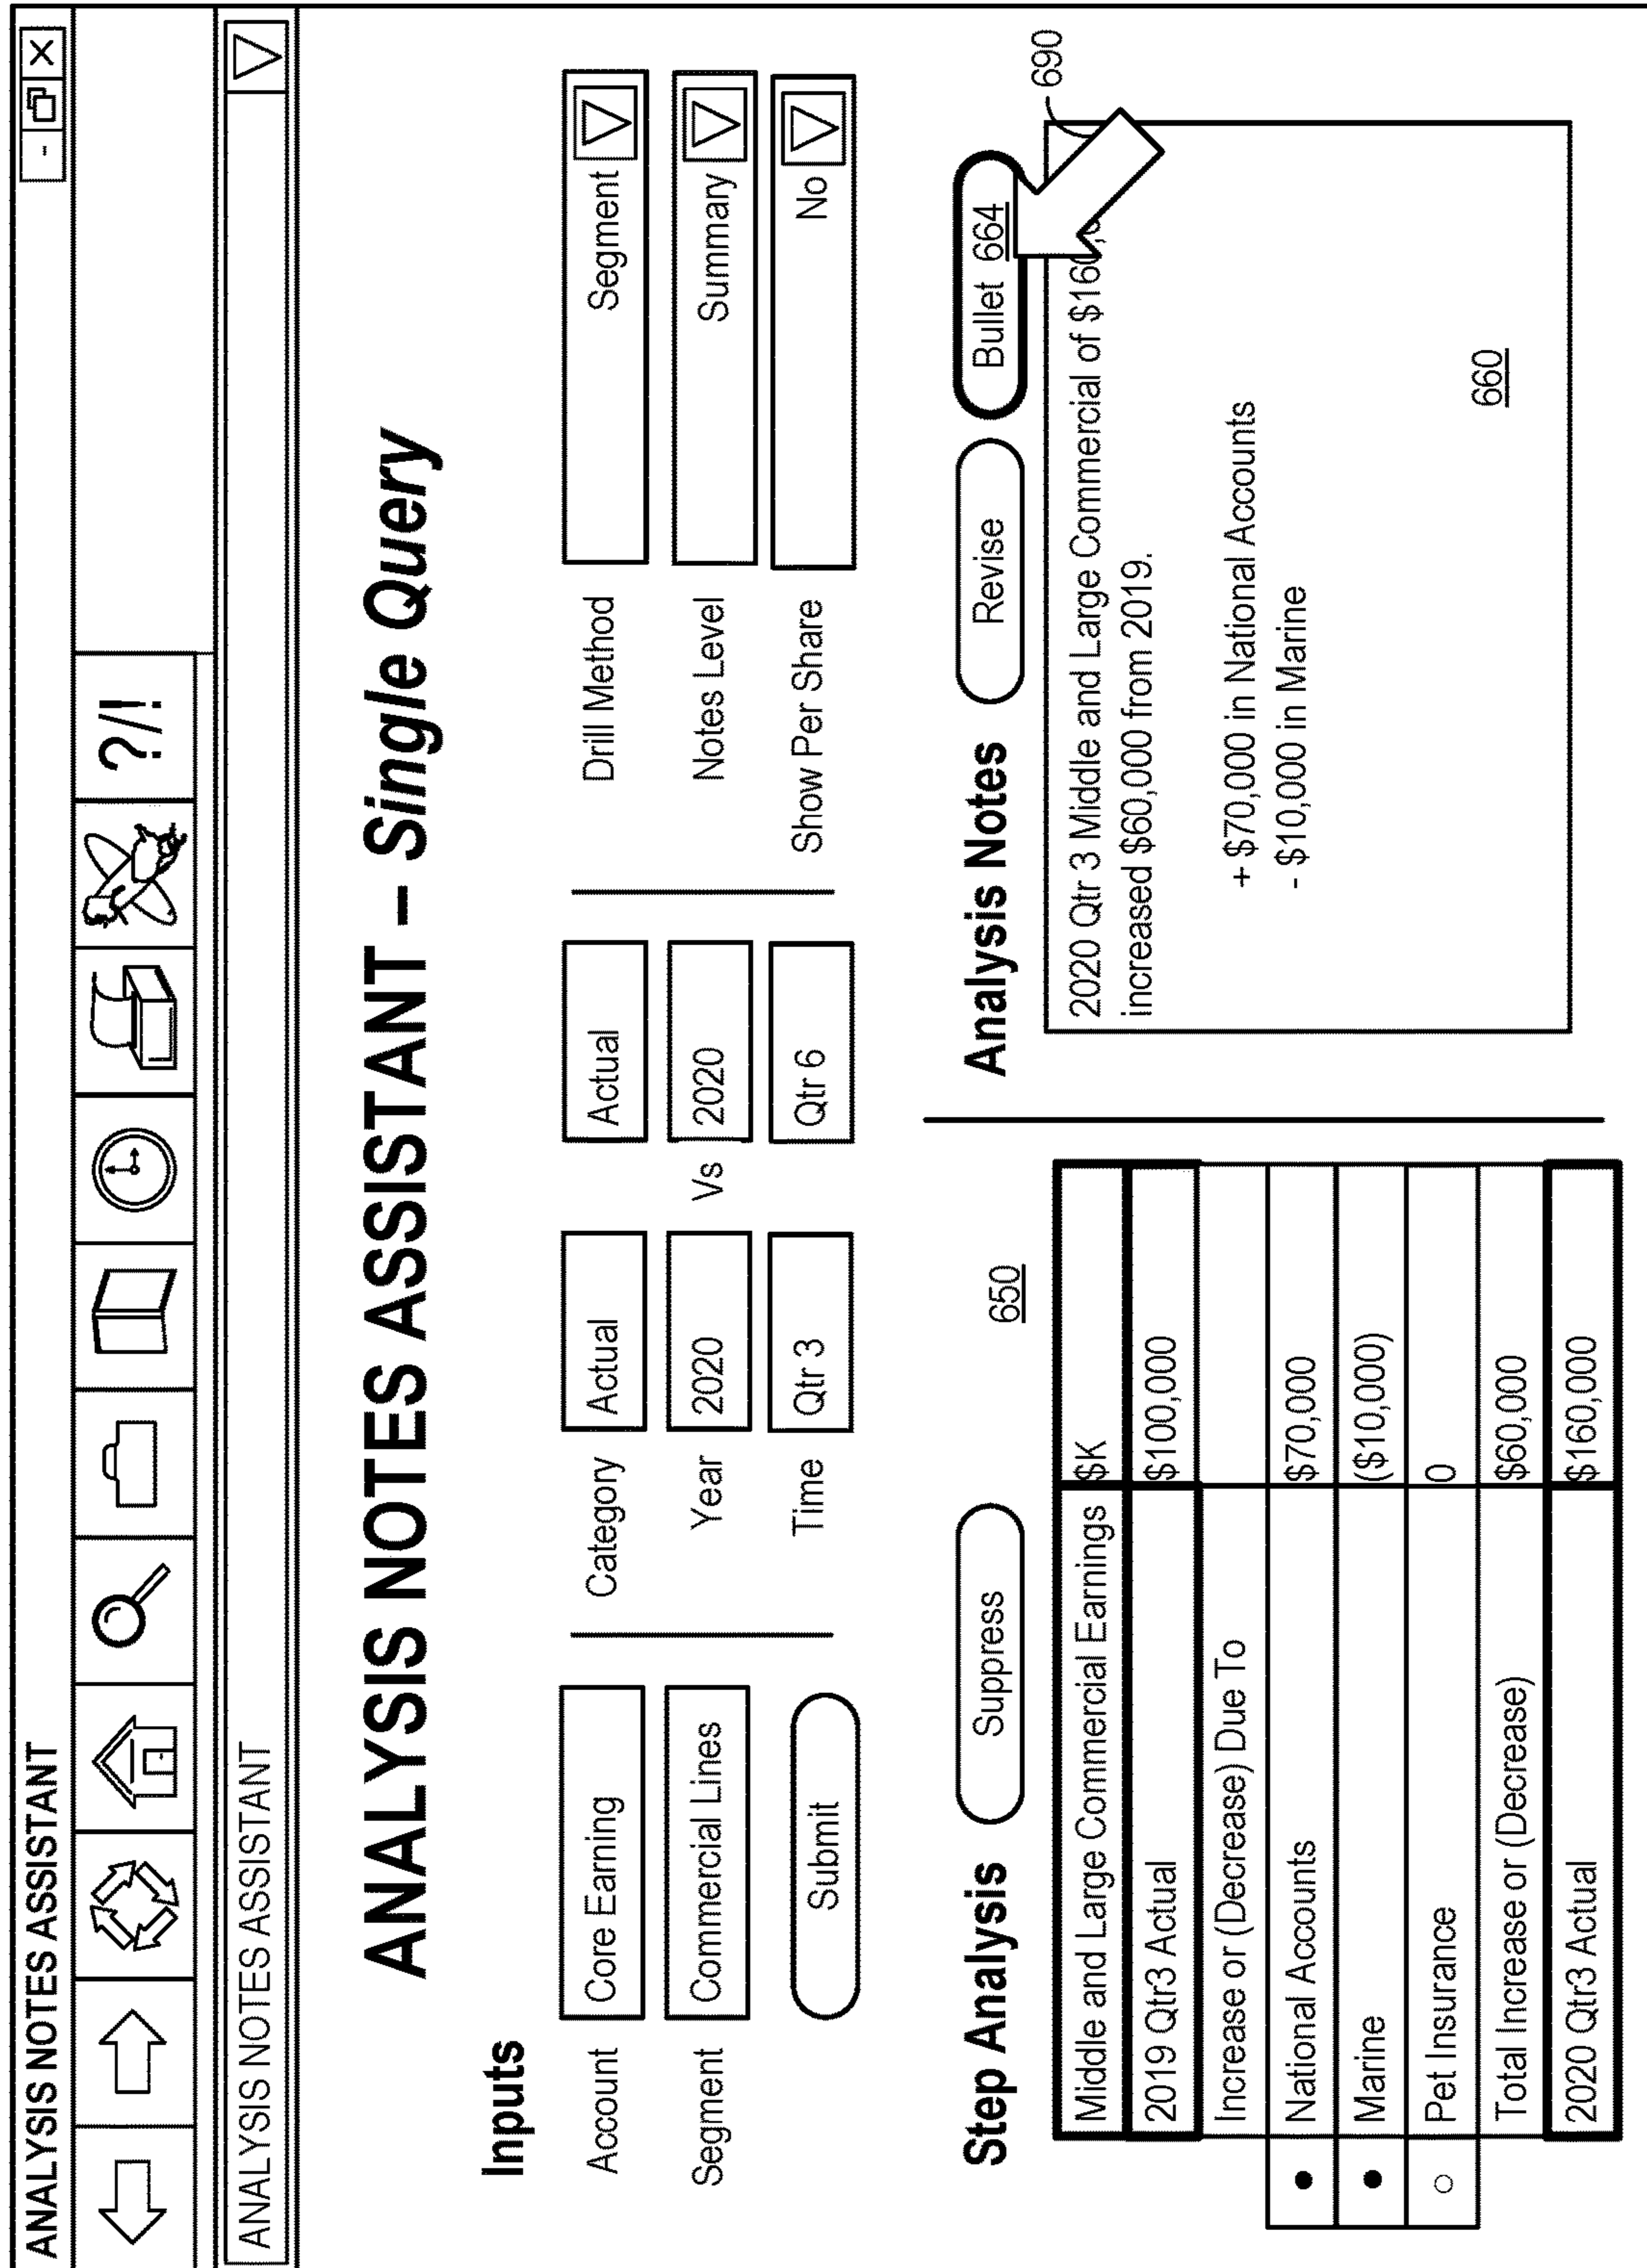 ANALYSIS NOTES ASSISTANT
- X
?/!
ANALYSIS NOTES ASSISTANT
ANALYSIS NOTES ASSISTANT – Single Query
Inputs
Account Core Earning
Segment Commercial Lines
Submit
Category Actual Actual
Year 2020 Vs 2020
Time Qtr 3 Qtr 6
Drill Method Segment
Notes Level Summary
Show Per Share No
Step Analysis Suppress 650
Middle and Large Commercial Earnings $K
2019 Qtr3 Actual $100,000
Increase or (Decrease) Due To
National Accounts $70,000
Marine ($10,000)
Pet Insurance 0
Total Increase or (Decrease) $60,000
2020 Qtr3 Actual $160,000
Analysis Notes Revise Bullet 664
690
2020 Qtr 3 Middle and Large Commercial of $160,
increased $60,000 from 2019.
+ $70,000 in National Accounts
- $10,000 in Marine
660